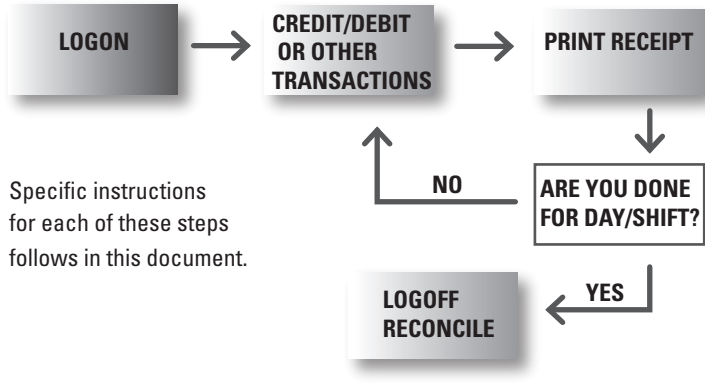 LOGON
CREDIT/DEBIT
OR OTHER
TRANSACTIONS
PRINT RECEIPT
ARE YOU DONE
FOR DAY/SHIFT?
NO
YES
LOGOFF
RECONCILE
Specific instructions
for each of these steps
follows in this document.